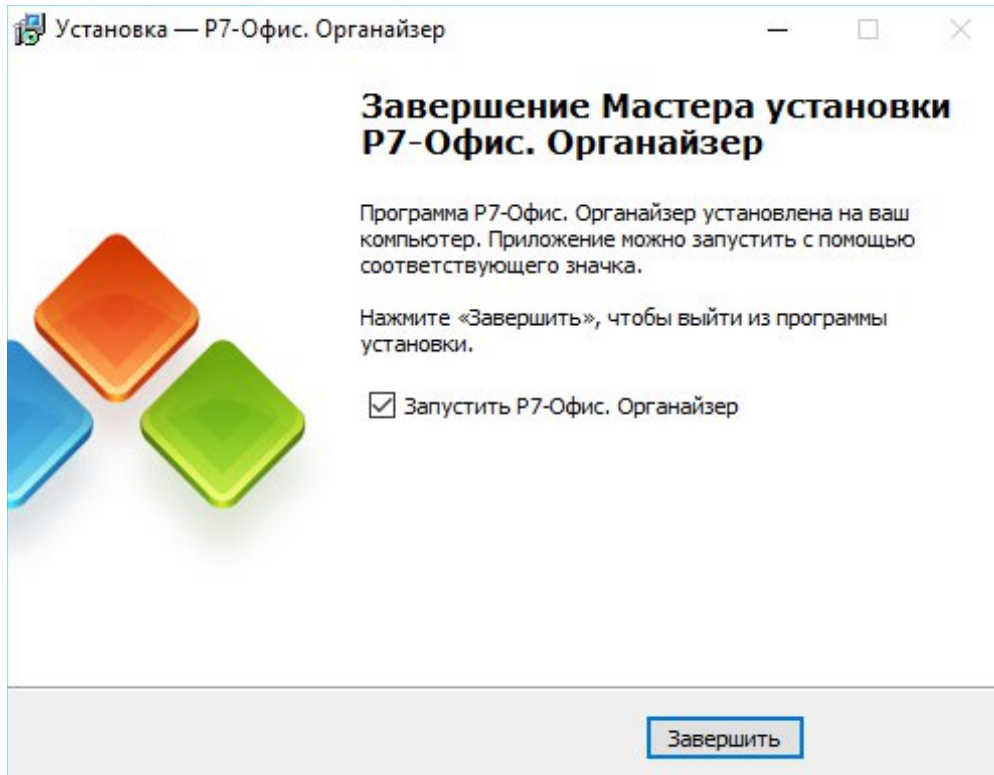 Установка — Р7-Офис. Органайзер
Завершение Мастера установки
Р7-Офис. Органайзер
Программа Р7-Офис. Органайзер установлена на ваш
компьютер. Приложение можно запустить с помощью
соответствующего значка.
Нажмите «Завершить», чтобы выйти из программы
установки.
Запустить Р7-Офис. Органайзер
Завершить